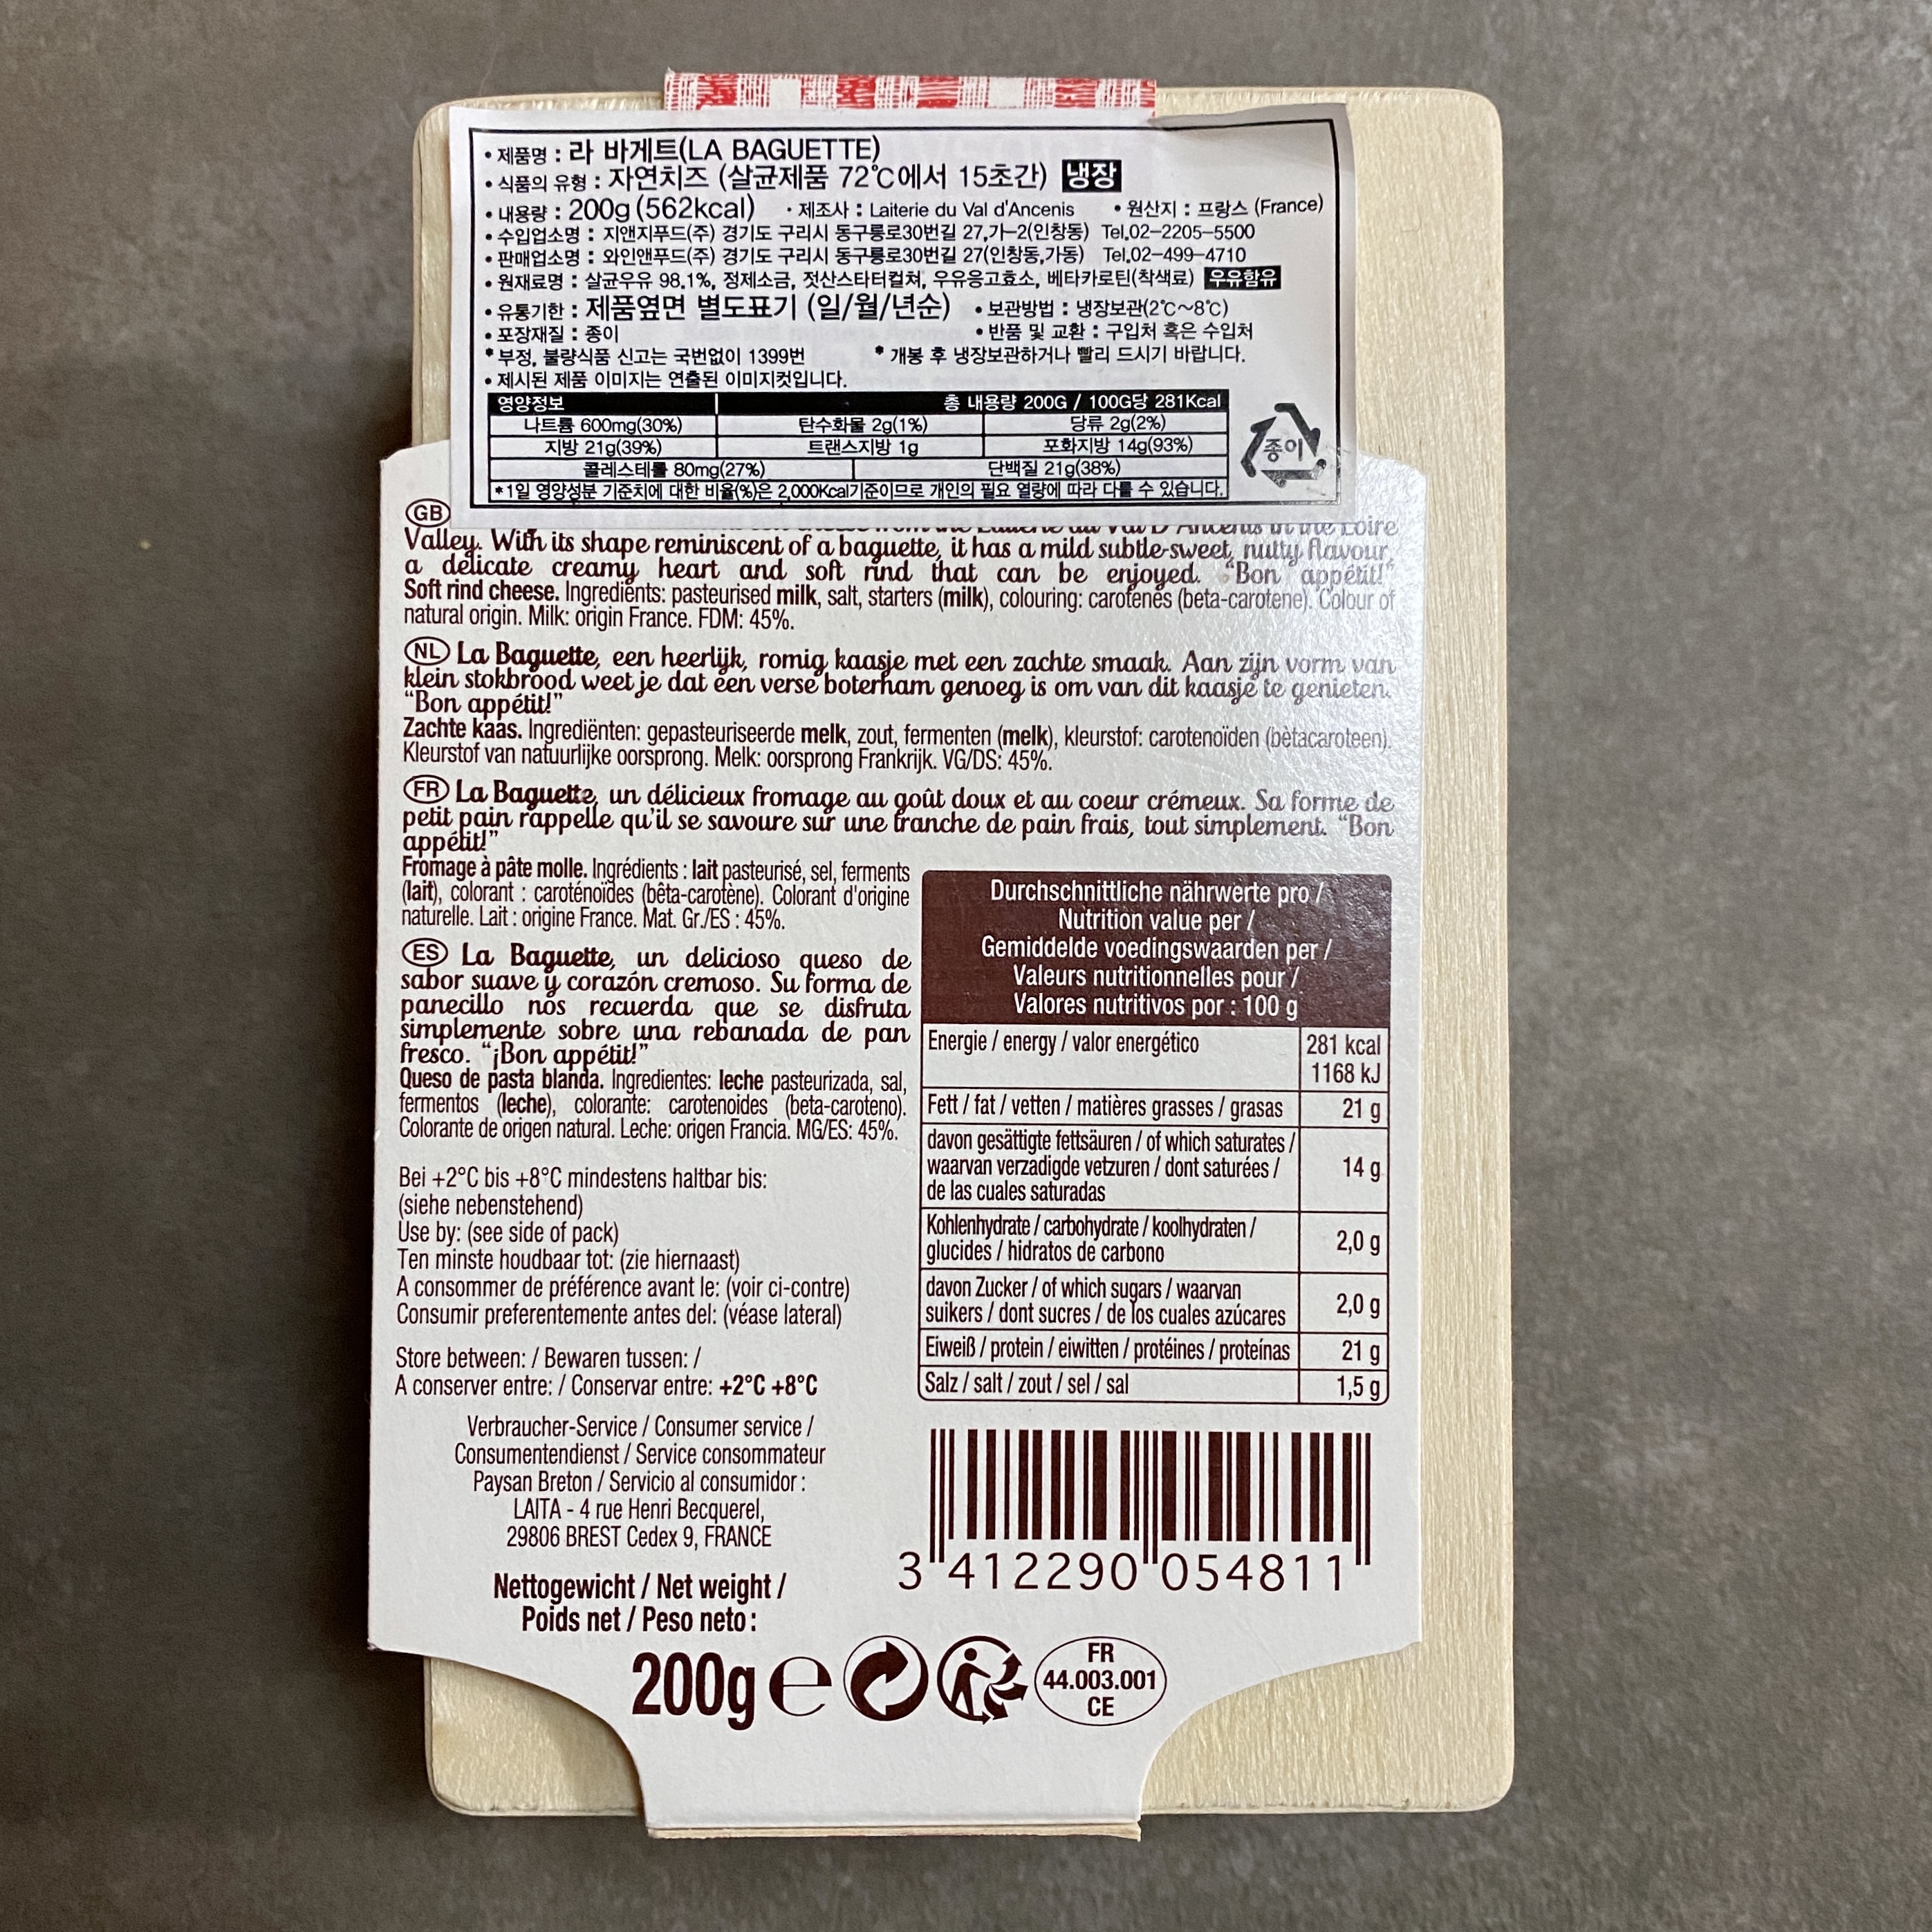 • 제품명 : 라 바게트(LA BAGUETTE)
• 식품의 유형 : 자연치즈 (살균제품 72℃에서 15초간) 냉장
• 내용량 : 200g (562kcal) • 제조사 : Laiterie du Val d'Ancenis • 원산지 : 프랑스 (France)
• 수입업소명 : 지앤지푸드(주) 경기도 구리시 동구릉로30번길 27,가-2(인창동) Tel.02-2205-5500
• 판매업소명 : 와인앤푸드(주) 경기도 구리시 동구릉로30번길 27(인창동,가동) Tel.02-499-4710
• 원재료명 : 살균우유 98.1%, 정제소금, 젖산스타터컬쳐, 우유응고효소, 베타카로틴(착색료) 우유함유
• 유통기한 : 제품옆면 별도표기 (일/월/년순) • 보관방법 : 냉장보관(2℃~8℃)
• 포장재질 : 종이 • 반품 및 교환 : 구입처 혹은 수입처
* 부정, 불량식품 신고는 국번없이 1399번 * 개봉 후 냉장보관하거나 빨리 드시기 바랍니다.
• 제시된 제품 이미지는 연출된 이미지컷입니다.
영양정보 총 내용량 200G / 100G당 281Kcal
나트륨 600mg(30%) 탄수화물 2g(1%) 당류 2g(2%)
지방 21g(39%) 트랜스지방 1g 포화지방 14g(93%)
콜레스테롤 80mg(27%) 단백질 21g(38%)
*1일 영양성분 기준치에 대한 비율(%)은 2,000Kcal기준이므로 개인의 필요 열량에 따라 다를 수 있습니다.
종이
GB cheese from the Laiterie du Val D'Ancenis in the Loire
Valley. With its shape reminiscent of a baguette, it has a mild subtle-sweet, nutty flavour,
a delicate creamy heart and soft rind that can be enjoyed. "Bon appétit!"
Soft rind cheese. Ingredients: pasteurised milk, salt, starters (milk), colouring: carotenes (beta-carotene). Colour of
natural origin. Milk: origin France. FDM: 45%.
NL La Baguette, een heerlijk, romig kaasje met een zachte smaak. Aan zijn vorm van
klein stokbrood weet je dat een verse boterham genoeg is om van dit kaasje te genieten.
"Bon appétit!"
Zachte kaas. Ingrediënten: gepasteuriseerde melk, zout, fermenten (melk), kleurstof: carotenoïden (bètacaroteen).
Kleurstof van natuurlijke oorsprong. Melk: oorsprong Frankrijk. VG/DS: 45%.
FR La Baguette, un délicieux fromage au goût doux et au coeur crémeux. Sa forme de
petit pain rappelle qu'il se savoure sur une tranche de pain frais, tout simplement. "Bon
appétit!"
Fromage à pâte molle. Ingrédients : lait pasteurisé, sel, ferments
(lait), colorant : caroténoïdes (bêta-carotène). Colorant d'origine
naturelle. Lait : origine France. Mat. Gr./ES : 45%.
ES La Baguette, un delicioso queso de
sabor suave y corazón cremoso. Su forma de
panecillo nos recuerda que se disfruta
simplemente sobre una rebanada de pan
fresco. "¡Bon appétit!"
Queso de pasta blanda. Ingredientes: leche pasteurizada, sal,
fermentos (leche), colorante: carotenoides (beta-caroteno).
Colorante de origen natural. Leche: origen Francia. MG/ES: 45%.
Bei +2°C bis +8°C mindestens haltbar bis:
(siehe nebenstehend)
Use by: (see side of pack)
Ten minste houdbaar tot: (zie hiernaast)
A consommer de préférence avant le: (voir ci-contre)
Consumir preferentemente antes del: (véase lateral)
Store between: / Bewaren tussen: /
A conserver entre: / Conservar entre: +2°C +8°C
Verbraucher-Service / Consumer service /
Consumentendienst / Service consommateur
Paysan Breton / Servicio al consumidor :
LAITA - 4 rue Henri Becquerel,
29806 BREST Cedex 9, FRANCE
Nettogewicht / Net weight /
Poids net / Peso neto :
200g e
Durchschnittliche nährwerte pro /
Nutrition value per /
Gemiddelde voedingswaarden per /
Valeurs nutritionnelles pour /
Valores nutritivos por : 100 g
Energie / energy / valor energético 281 kcal
1168 kJ
Fett / fat / vetten / matières grasses / grasas 21 g
davon gesättigte fettsäuren / of which saturates /
waarvan verzadigde vetzuren / dont saturées / 14 g
de las cuales saturadas
Kohlenhydrate / carbohydrate / koolhydraten /
glucides / hidratos de carbono 2,0 g
davon Zucker / of which sugars / waarvan
suikers / dont sucres / de los cuales azúcares 2,0 g
Eiweiß / protein / eiwitten / protéines / proteínas 21 g
Salz / salt / zout / sel / sal 1,5 g
3 412290 054811
FR
44.003.001
CE